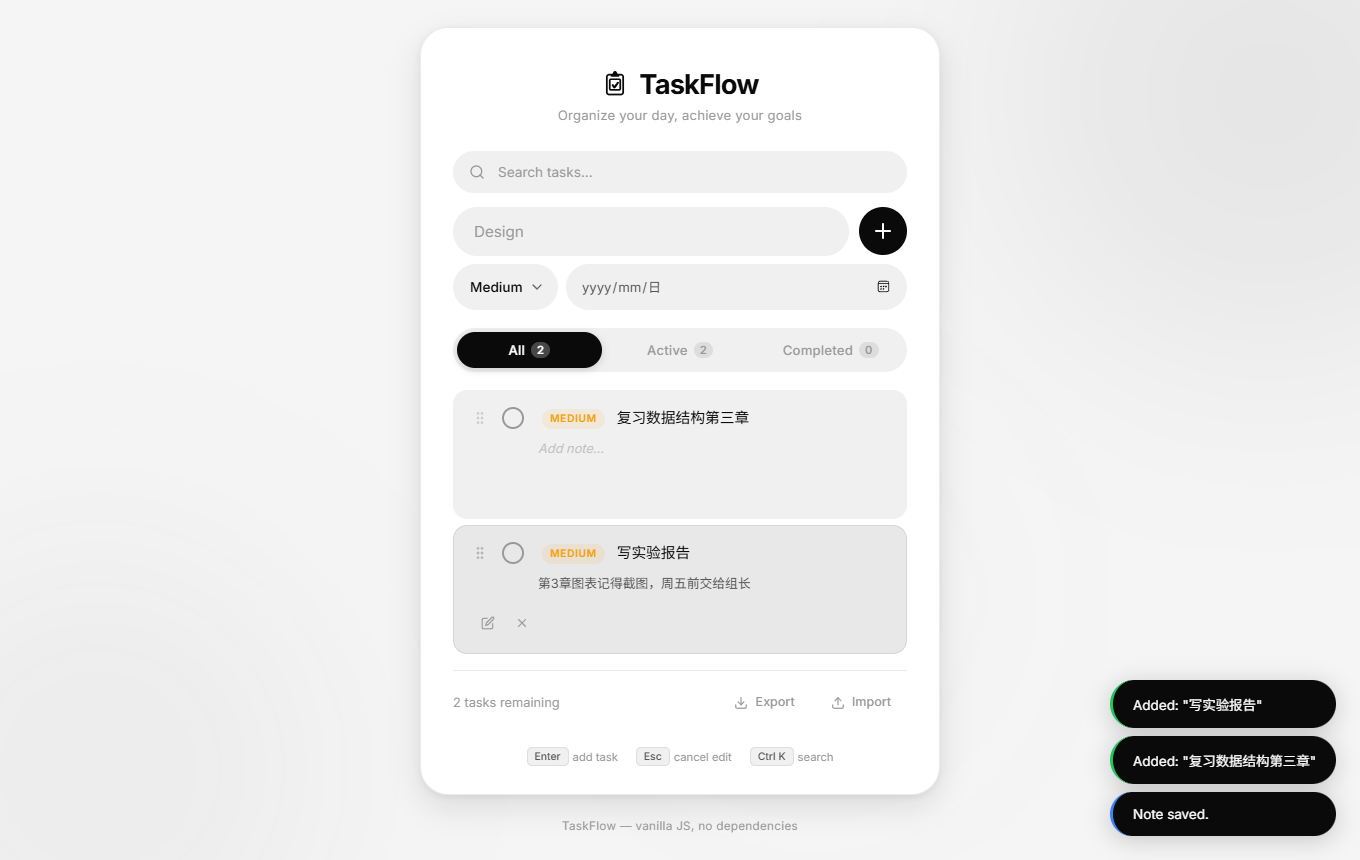 TaskFlow
Organize your day, achieve your goals
Search tasks...
Design
Medium
yyyy/mm/日
All 2
Active 2
Completed 0
MEDIUM 复习数据结构第三章
Add note...
MEDIUM 写实验报告
第3章图表记得截图，周五前交给组长
2 tasks remaining
Export
Import
Enter add task
Esc cancel edit
Ctrl K search
TaskFlow — vanilla JS, no dependencies
Added: "写实验报告"
Added: "复习数据结构第三章"
Note saved.